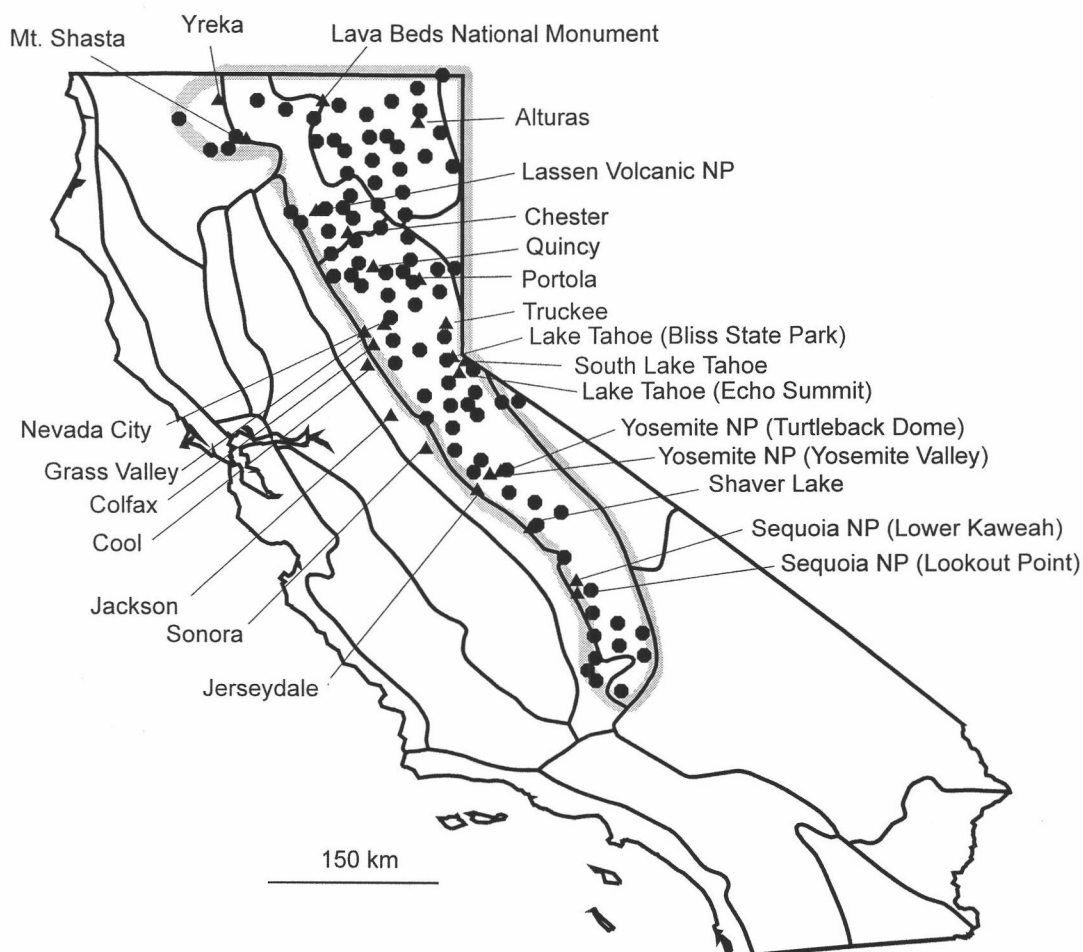 Yreka
Mt. Shasta
Lava Beds National Monument
Alturas
Lassen Volcanic NP
Chester
Quincy
Portola
Truckee
Lake Tahoe (Bliss State Park)
South Lake Tahoe
Lake Tahoe (Echo Summit)
Nevada City
Yosemite NP (Turtleback Dome)
Yosemite NP (Yosemite Valley)
Grass Valley
Shaver Lake
Colfax
Cool
Sequoia NP (Lower Kaweah)
Sequoia NP (Lookout Point)
Jackson
Sonora
Jerseydale
150 km